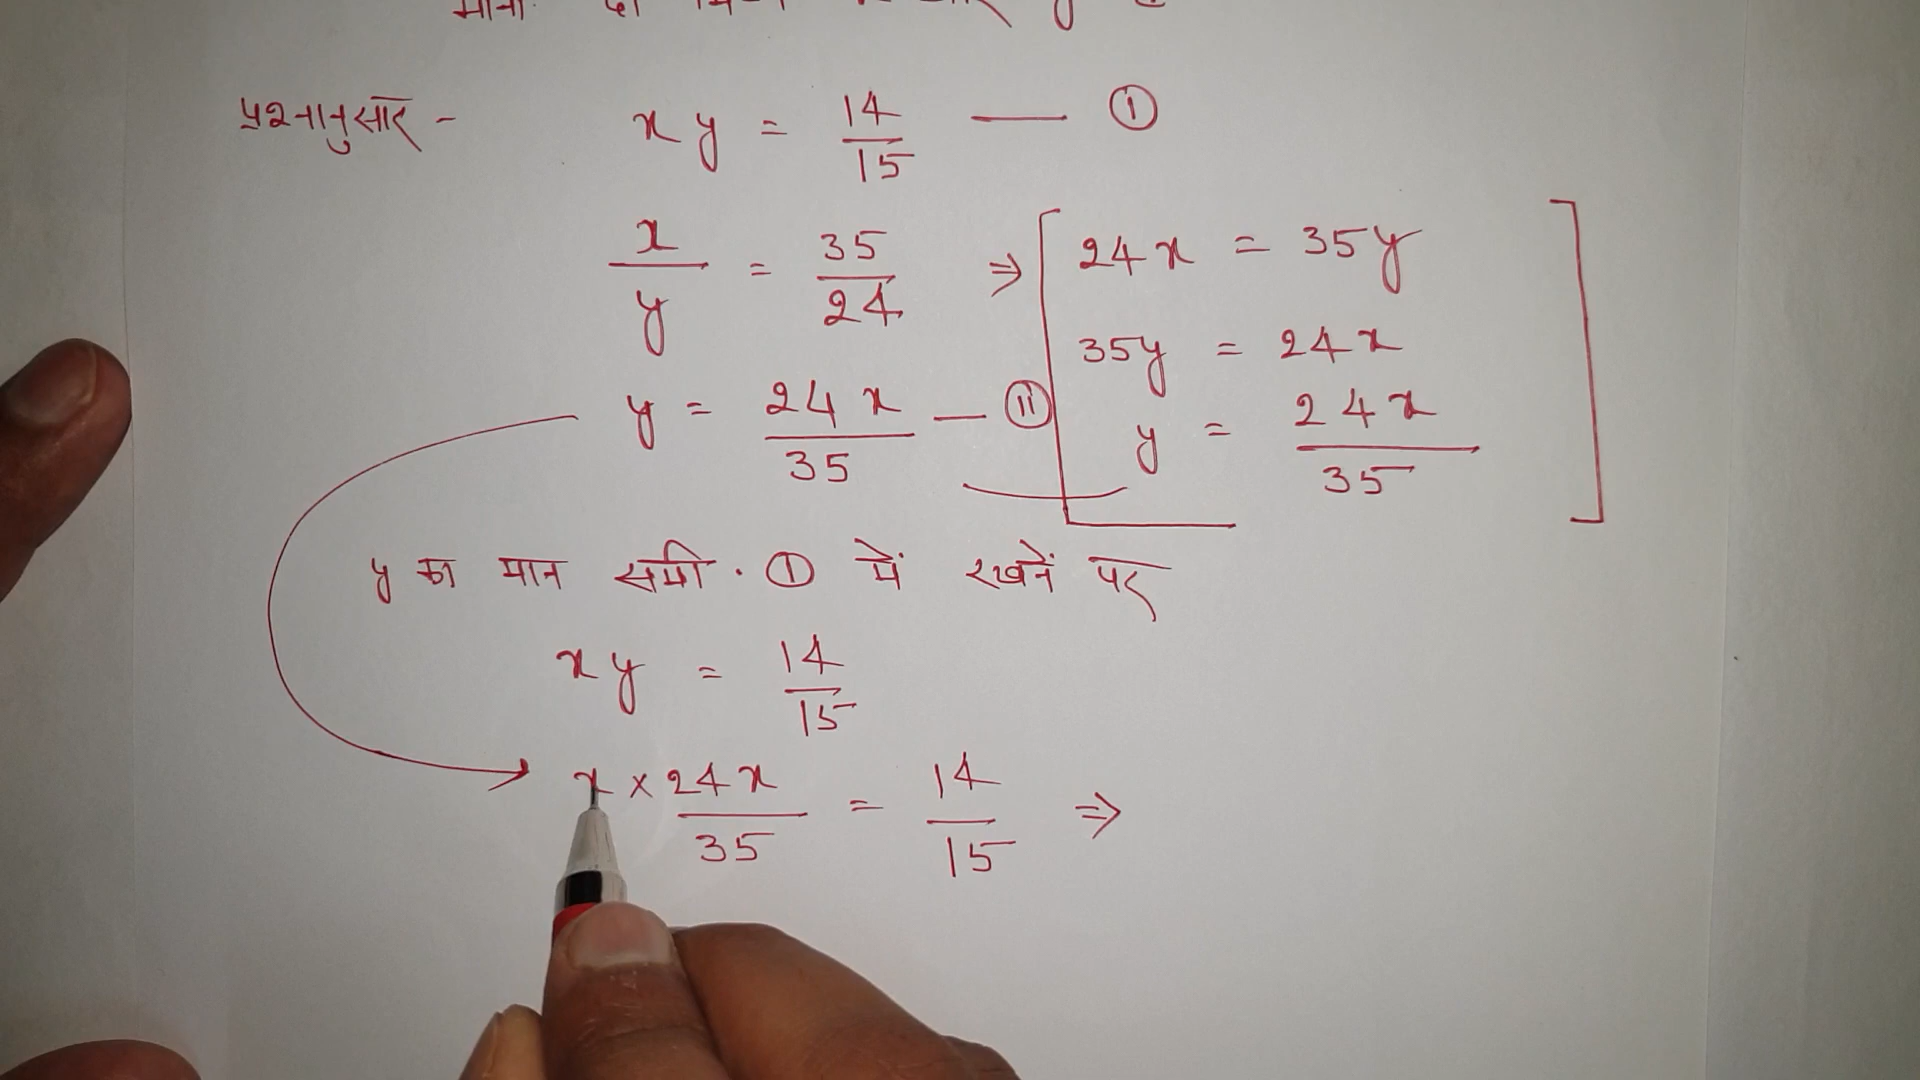 प्रश्नानुसार - xy = 14/15 — ①
x/y = 35/24 ⇒ [ 24x = 35y
35y = 24x
y = 24x/35 — ⑪ y = 24x/35 ]
y का मान समी. ① में रखनें पर
xy = 14/15
x × 24x/35 = 14/15 ⇒